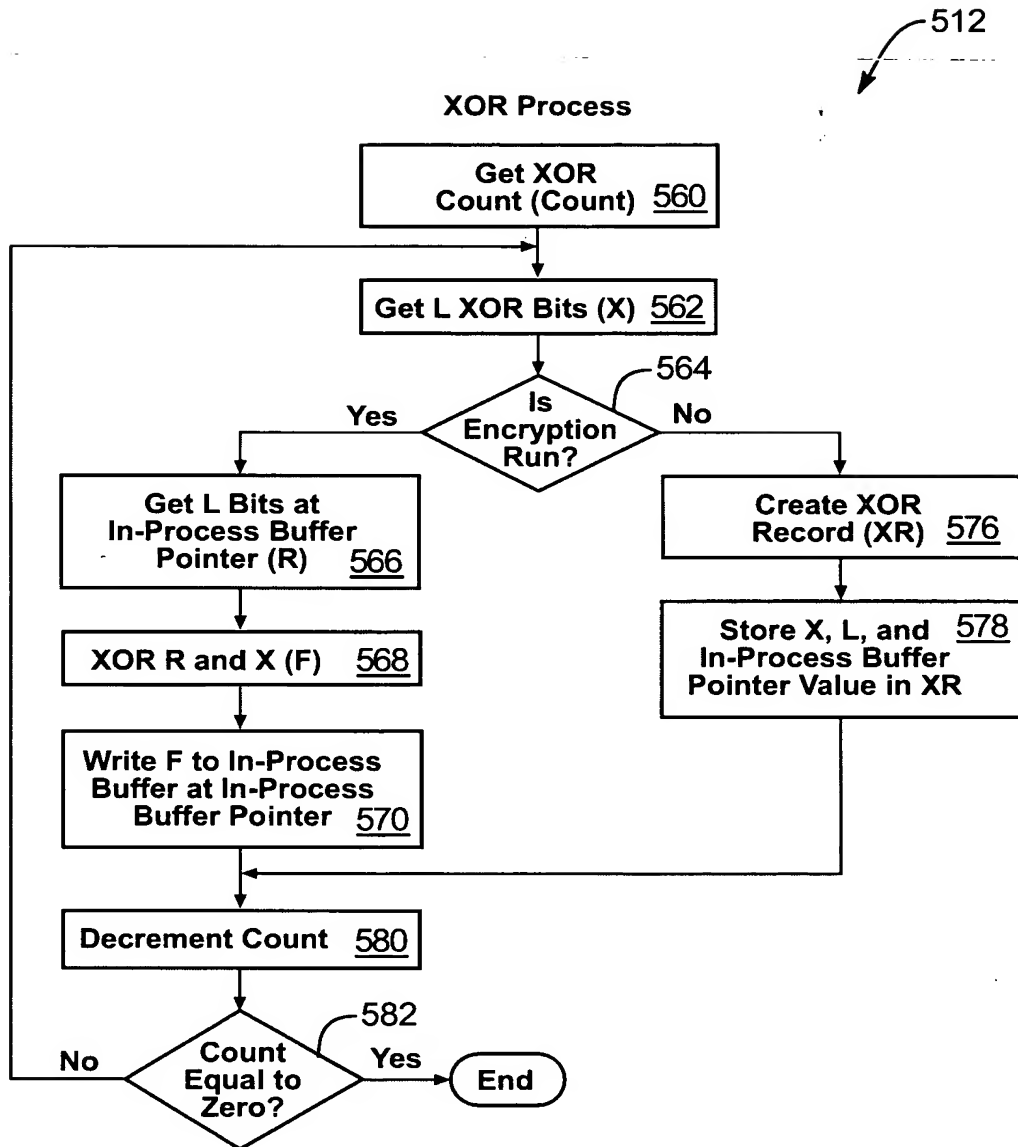 512
XOR Process
Get XOR
Count (Count) 560
Get L XOR Bits (X) 562
564
Is
Encryption
Run?
Yes
No
Get L Bits at
In-Process Buffer
Pointer (R) 566
Create XOR
Record (XR) 576
XOR R and X (F) 568
Store X, L, and 578
In-Process Buffer
Pointer Value in XR
Write F to In-Process
Buffer at In-Process
Buffer Pointer 570
Decrement Count 580
582
Count
Equal to
Zero?
No
Yes
End